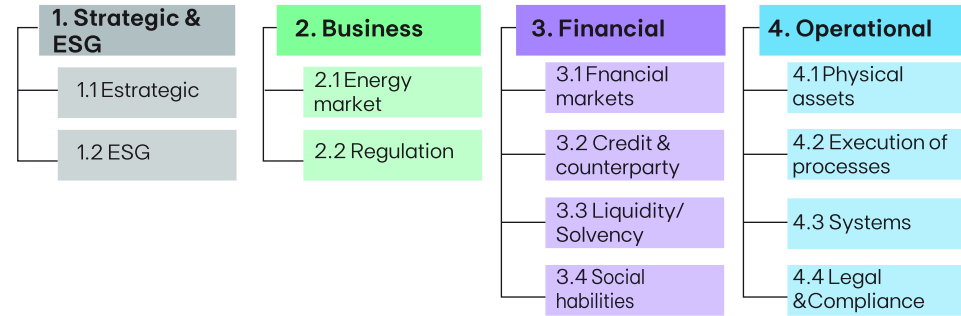 1. Strategic &
ESG
1.1 Estrategic
1.2 ESG
2. Business
2.1 Energy
market
2.2 Regulation
3. Financial
3.1 Fnancial
markets
3.2 Credit &
counterparty
3.3 Liquidity/
Solvency
3.4 Social
habilities
4. Operational
4.1 Physical
assets
4.2 Execution of
processes
4.3 Systems
4.4 Legal
&Compliance